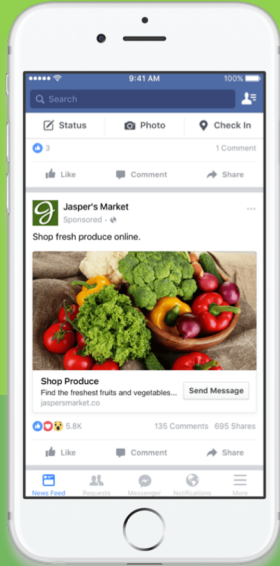 9:41 AM
100%
Search
Status
Photo
Check In
3
1 Comment
Like
Comment
Share
Jasper's Market
Sponsored ·
Shop fresh produce online.
Shop Produce
Find the freshest fruits and vegetables...
jaspersmarket.co
Send Message
5.8K
135 Comments 695 Shares
Like
Comment
Share
News Feed
Requests
Messenger
Notifications
More